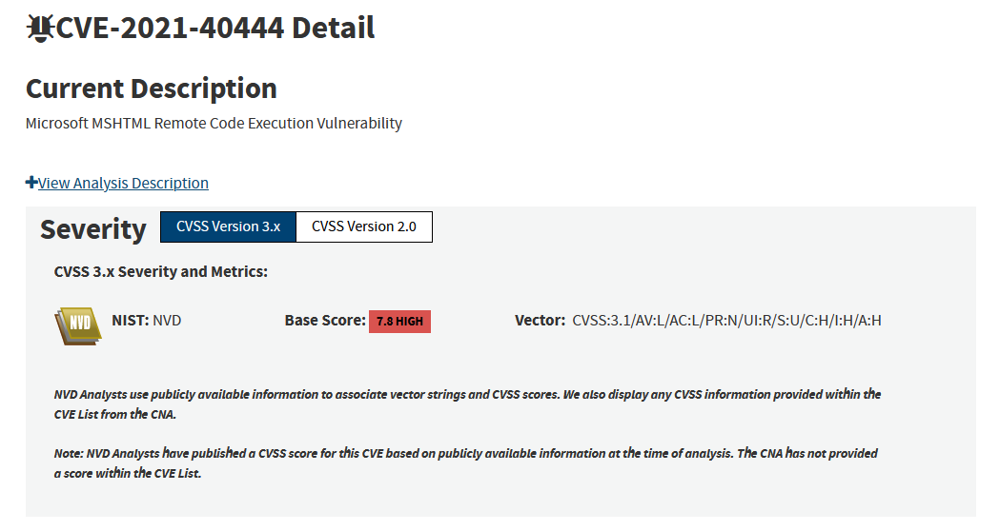 CVE-2021-40444 Detail
Current Description
Microsoft MSHTML Remote Code Execution Vulnerability
View Analysis Description
Severity CVSS Version 3.x CVSS Version 2.0
CVSS 3.x Severity and Metrics:
NVD NIST: NVD Base Score: 7.8 HIGH Vector: CVSS:3.1/AV:L/AC:L/PR:N/UI:R/S:U/C:H/I:H/A:H
NVD Analysts use publicly available information to associate vector strings and CVSS scores. We also display any CVSS information provided within the
CVE List from the CNA.
Note: NVD Analysts have published a CVSS score for this CVE based on publicly available information at the time of analysis. The CNA has not provided
a score within the CVE List.